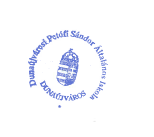 Dunaújvárosi Petőfi Sándor Általános Iskola
DUNAÚJVÁROS